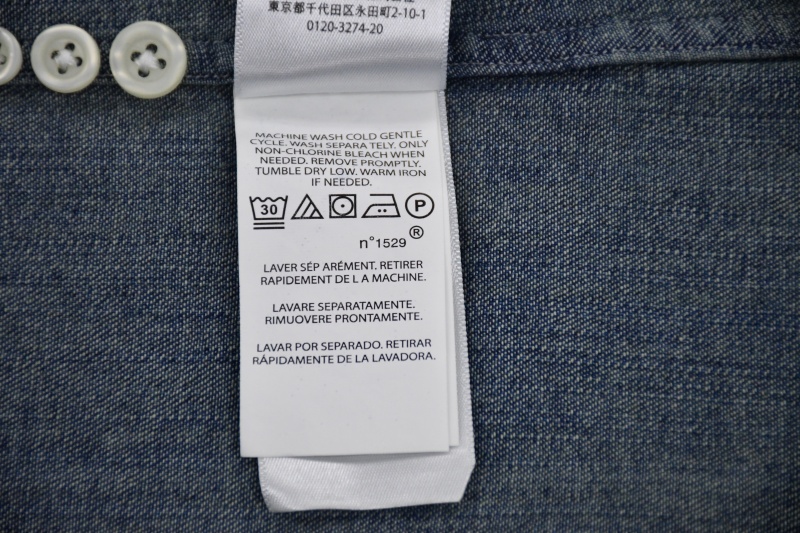 東京都千代田区永田町2-10-1
0120-3274-20
MACHINE WASH COLD GENTLE
CYCLE. WASH SEPARA TELY. ONLY
NON-CHLORINE BLEACH WHEN
NEEDED. REMOVE PROMPTLY.
TUMBLE DRY LOW. WARM IRON
IF NEEDED.
30 P
n°1529 ®
LAVER SÉP ARÉMENT. RETIRER
RAPIDEMENT DE L A MACHINE.
LAVARE SEPARATAMENTE.
RIMUOVERE PRONTAMENTE.
LAVAR POR SEPARADO. RETIRAR
RÁPIDAMENTE DE LA LAVADORA.